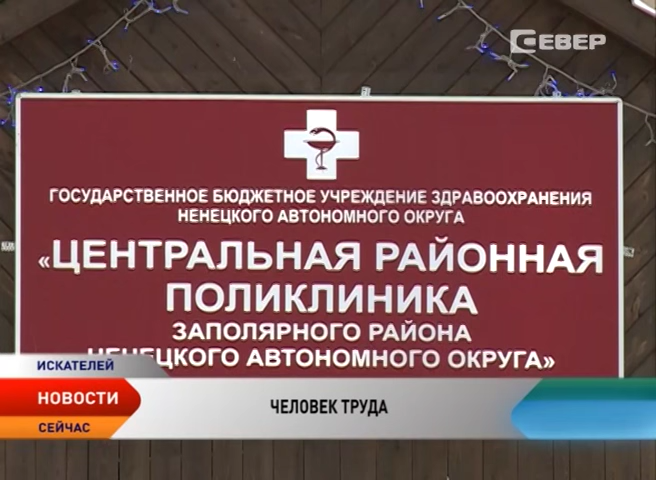 СЕВЕР
ГОСУДАРСТВЕННОЕ БЮДЖЕТНОЕ УЧРЕЖДЕНИЕ ЗДРАВООХРАНЕНИЯ
НЕНЕЦКОГО АВТОНОМНОГО ОКРУГА
«ЦЕНТРАЛЬНАЯ РАЙОННАЯ
ПОЛИКЛИНИКА
ЗАПОЛЯРНОГО РАЙОНА
НЕНЕЦКОГО АВТОНОМНОГО ОКРУГА»
ИСКАТЕЛЕЙ
НОВОСТИ
СЕЙЧАС
ЧЕЛОВЕК ТРУДА